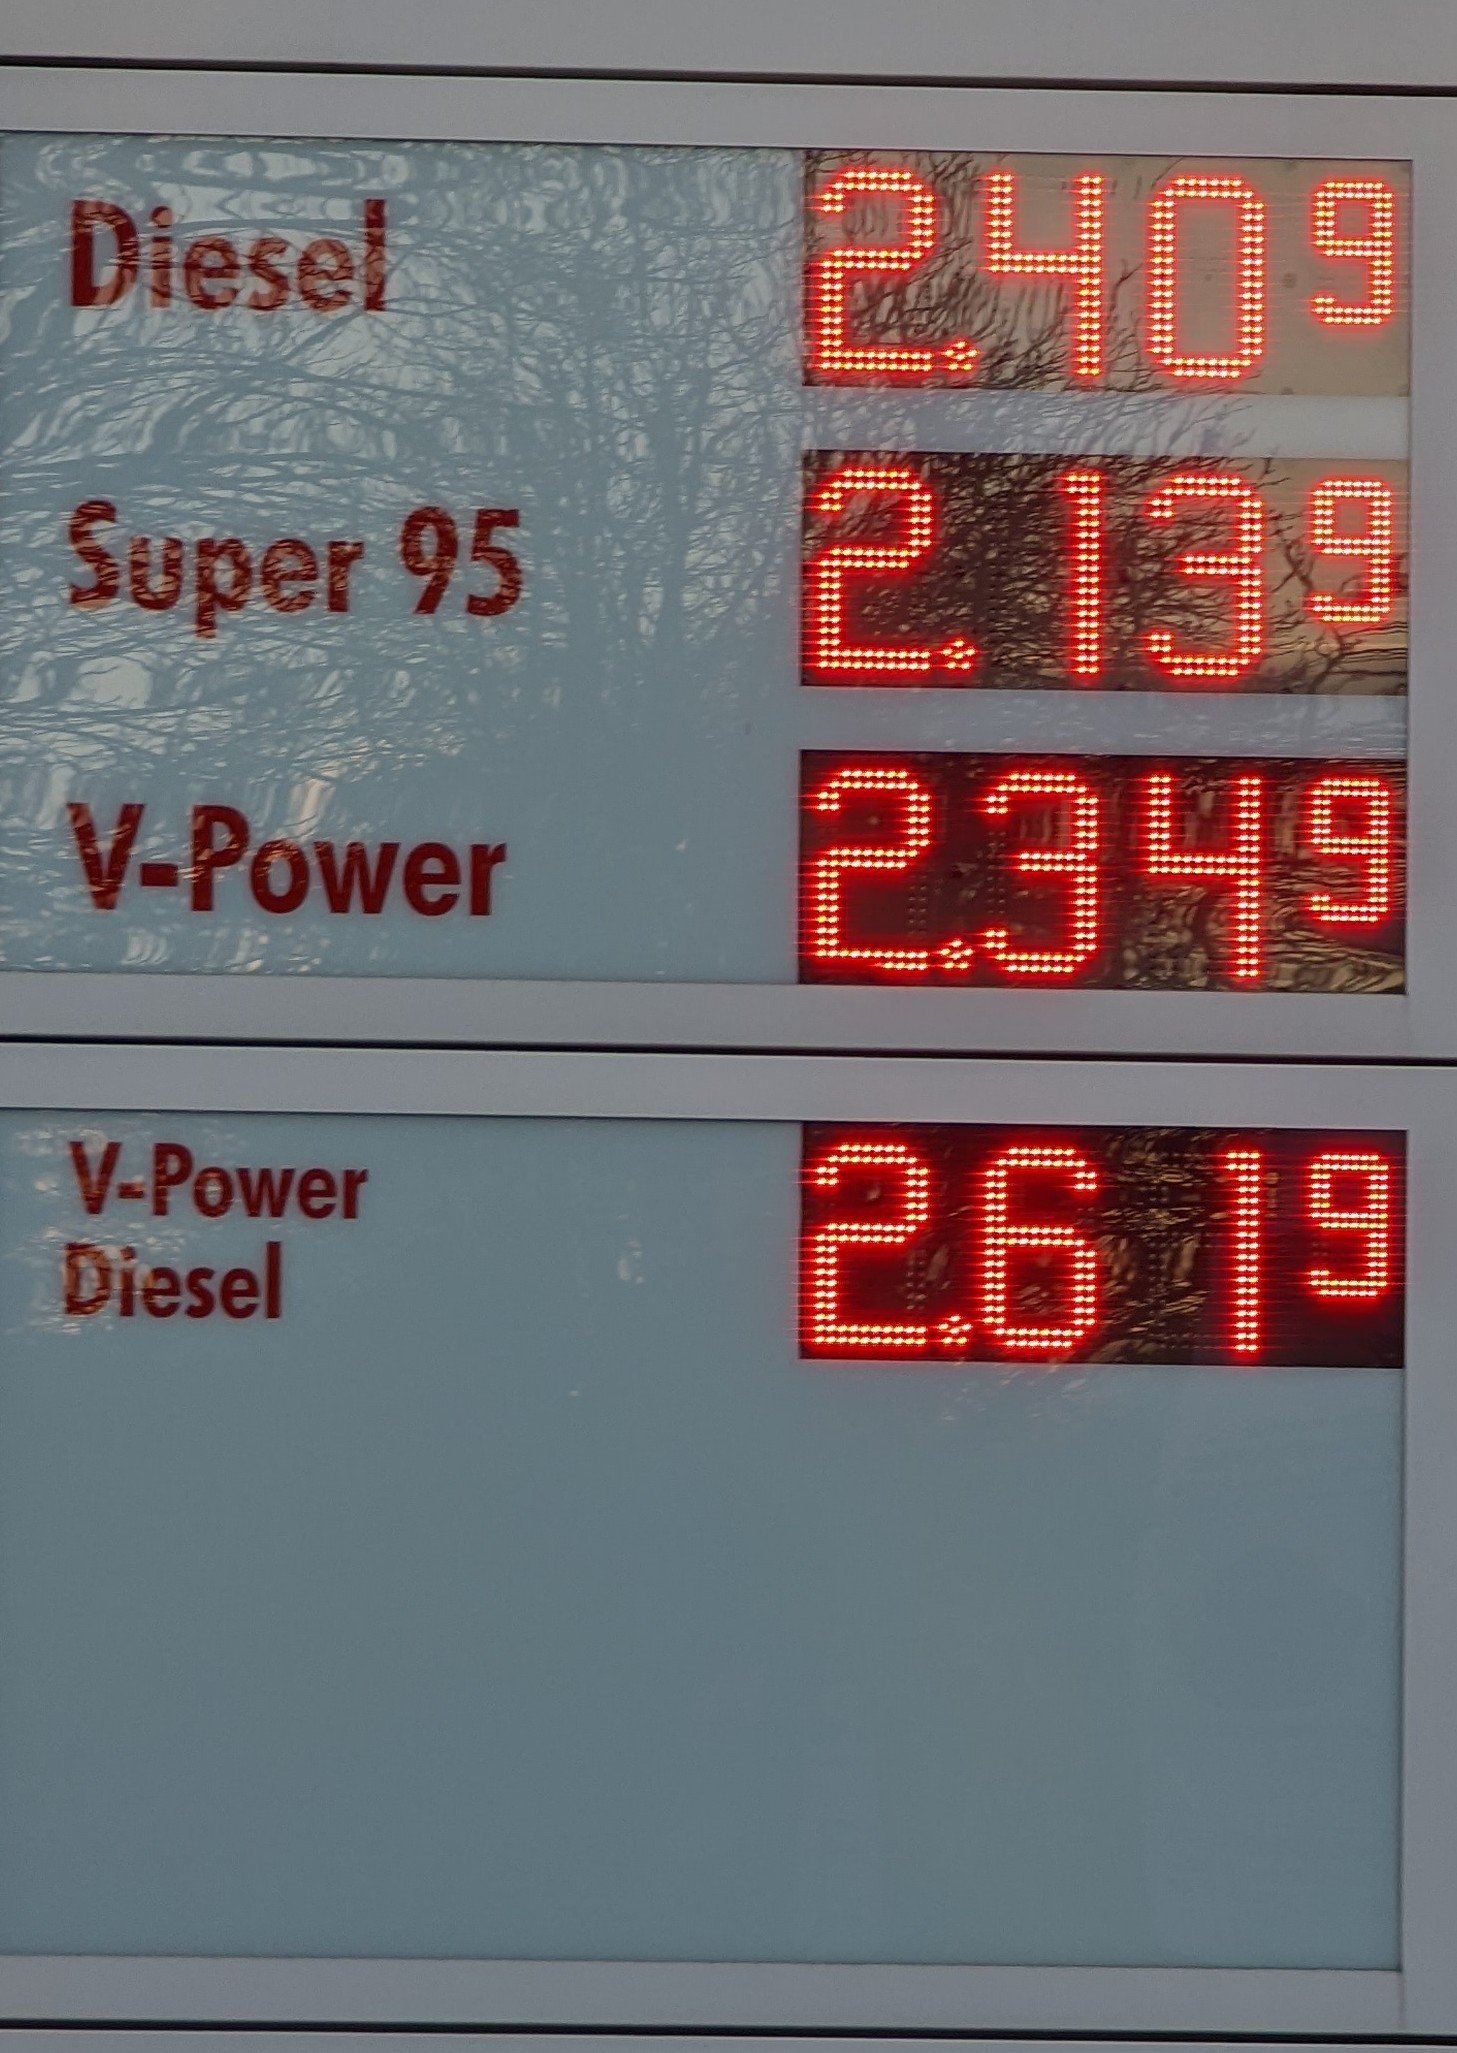 Diesel 2.409
Super 95 2.139
V-Power 2.349
V-Power 2.619
Diesel